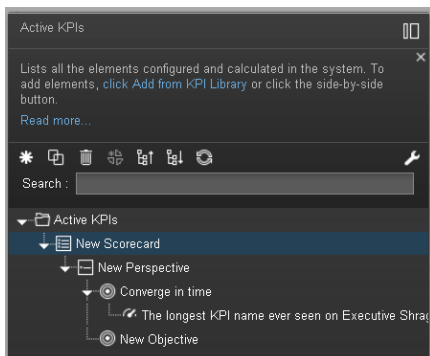 Active KPIs
Lists all the elements configured and calculated in the system. To
add elements, click Add from KPI Library or click the side-by-side
button.
Read more...
Search :
Active KPIs
New Scorecard
New Perspective
Converge in time
The longest KPI name ever seen on Executive Shrag
New Objective